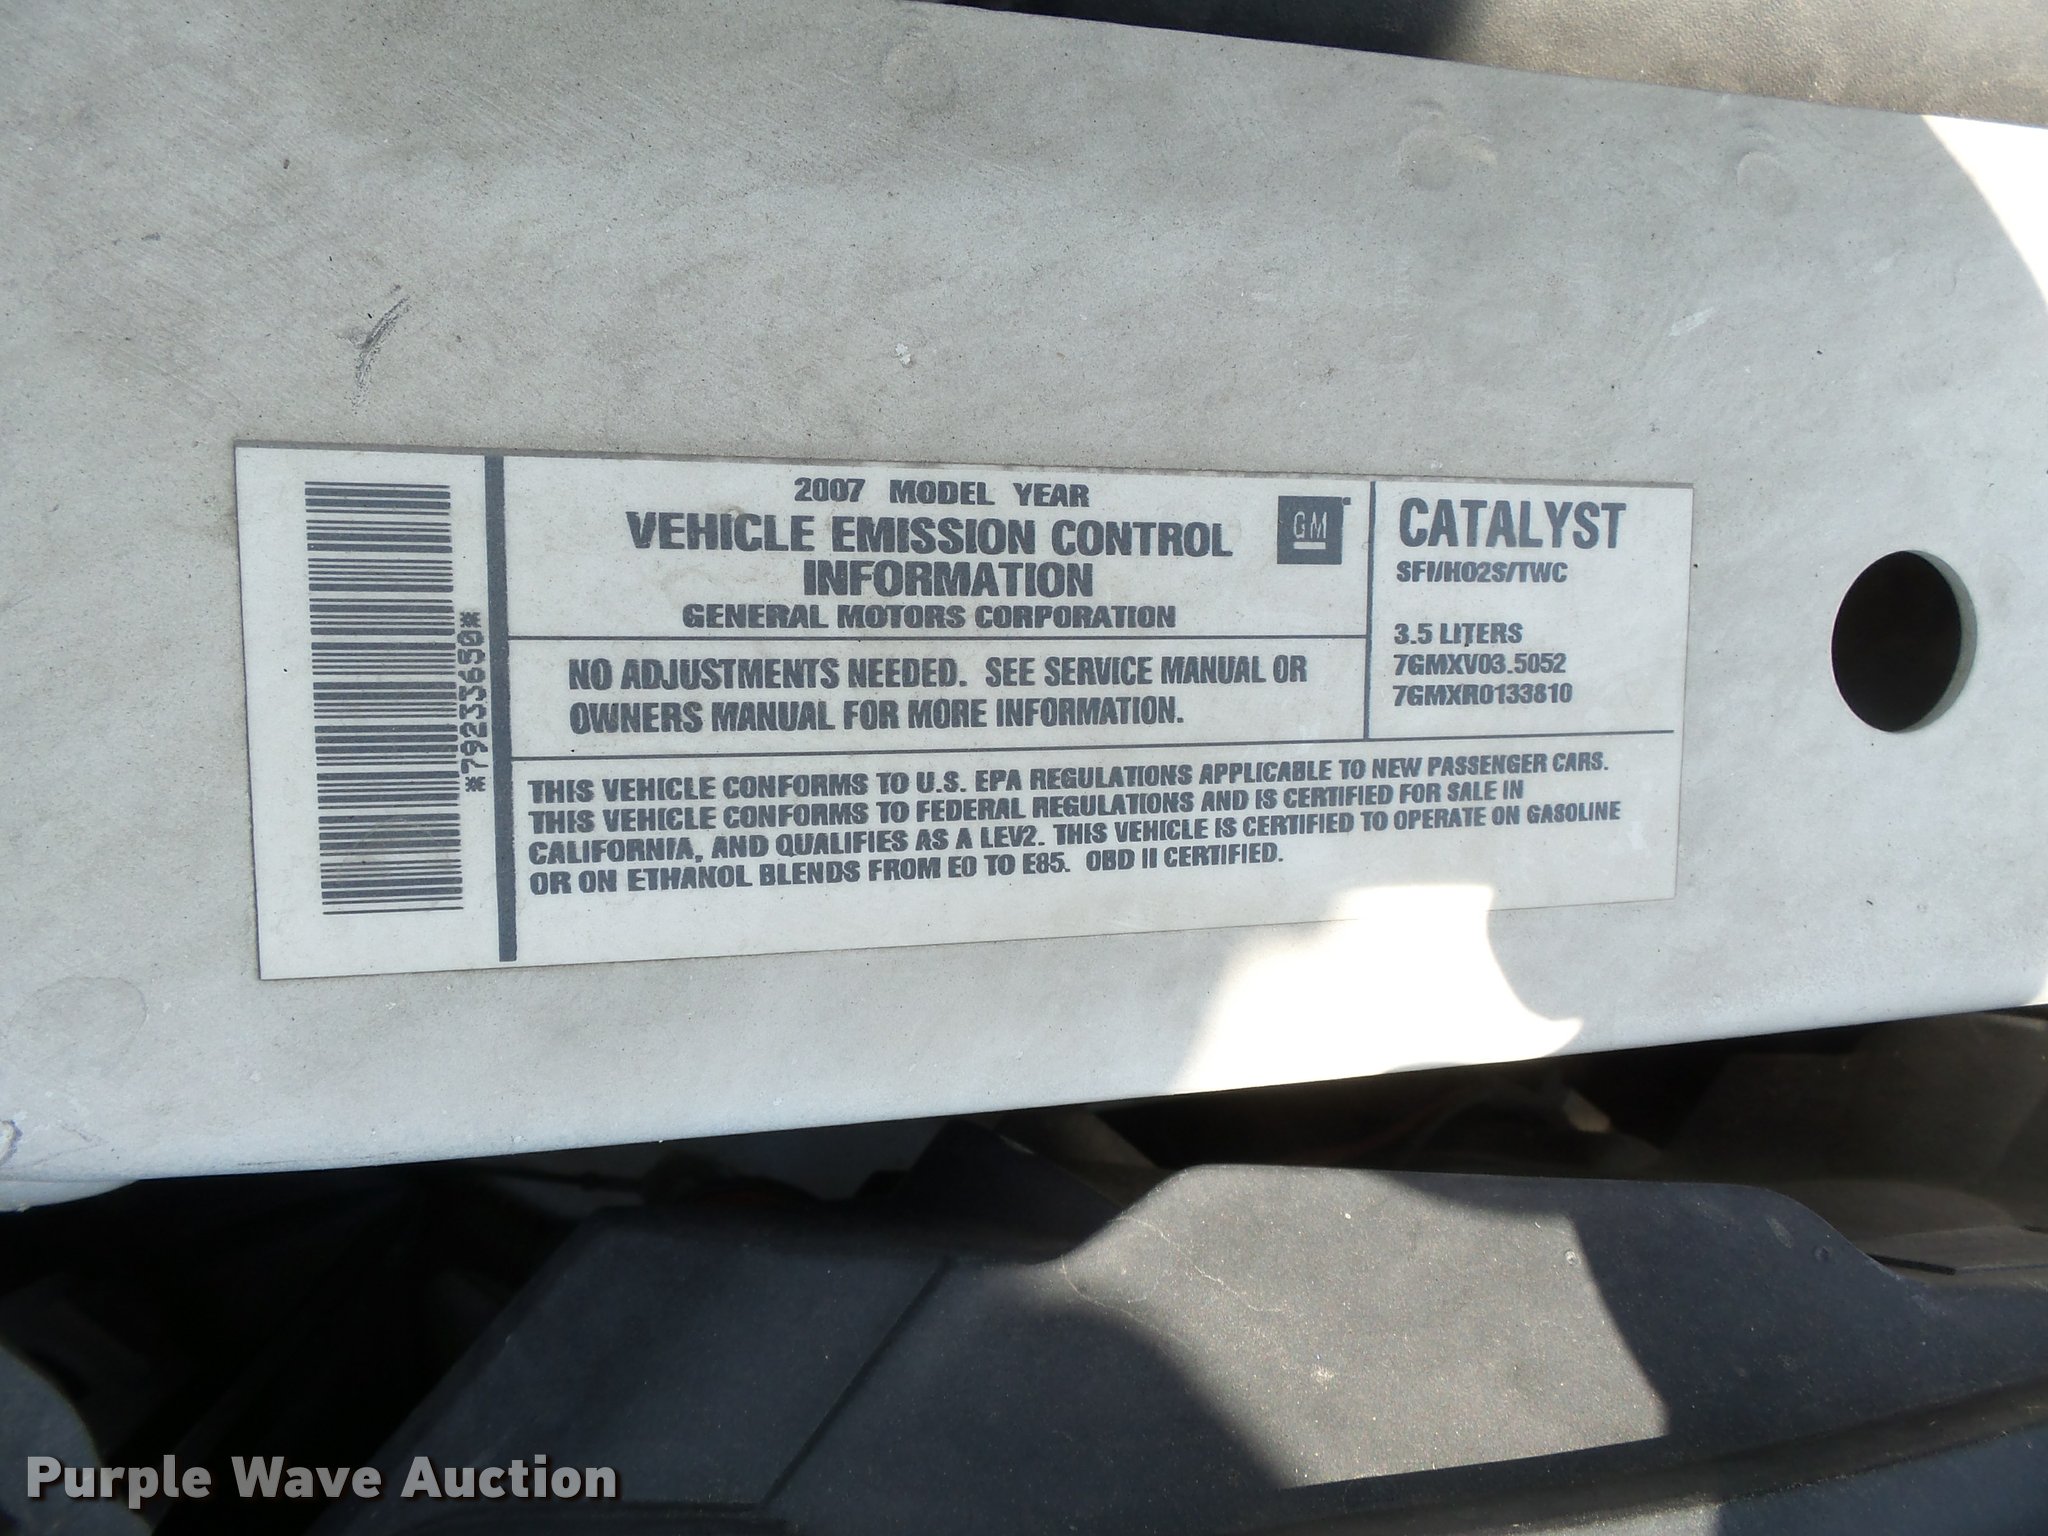 *79233650*
2007 MODEL YEAR
VEHICLE EMISSION CONTROL
INFORMATION
GENERAL MOTORS CORPORATION
GM
CATALYST
SFI/HO2S/TWC
3.5 LITERS
7GMXV03.5052
7GMXR0133810
NO ADJUSTMENTS NEEDED. SEE SERVICE MANUAL OR
OWNERS MANUAL FOR MORE INFORMATION.
THIS VEHICLE CONFORMS TO U.S. EPA REGULATIONS APPLICABLE TO NEW PASSENGER CARS.
THIS VEHICLE CONFORMS TO FEDERAL REGULATIONS AND IS CERTIFIED FOR SALE IN
CALIFORNIA, AND QUALIFIES AS A LEV2. THIS VEHICLE IS CERTIFIED TO OPERATE ON GASOLINE
OR ON ETHANOL BLENDS FROM E0 TO E85. OBD II CERTIFIED.
Purple Wave Auction